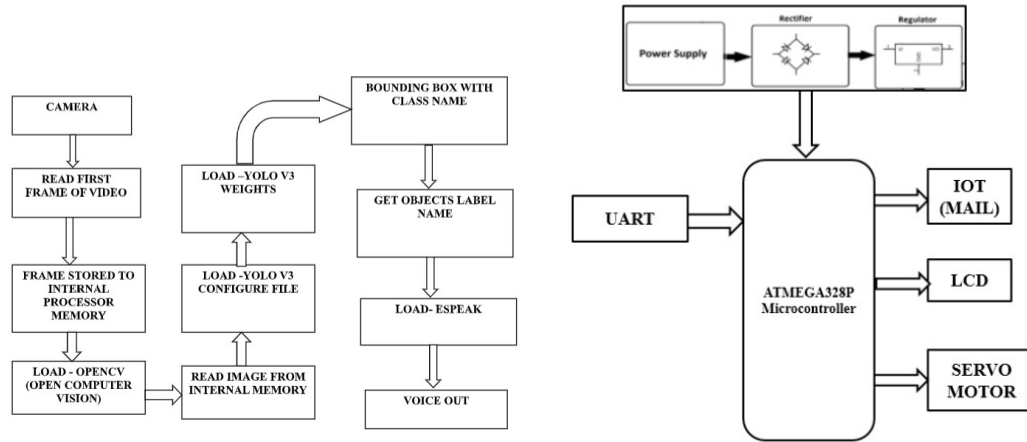 CAMERA
READ FIRST
FRAME OF VIDEO
FRAME STORED TO
INTERNAL
PROCESSOR
MEMORY
LOAD - OPENCV
(OPEN COMPUTER
VISION)
READ IMAGE FROM
INTERNAL MEMORY
LOAD -YOLO V3
CONFIGURE FILE
LOAD –YOLO V3
WEIGHTS
BOUNDING BOX WITH
CLASS NAME
GET OBJECTS LABEL
NAME
LOAD- ESPEAK
VOICE OUT
Power Supply
Rectifier
Regulator
UART
ATMEGA328P
Microcontroller
IOT
(MAIL)
LCD
SERVO
MOTOR